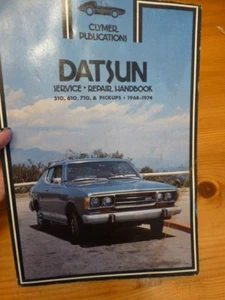 CLYMER
PUBLICATIONS
DATSUN
SERVICE • REPAIR HANDBOOK
510, 610, 710, & PICKUPS • 1968-1974